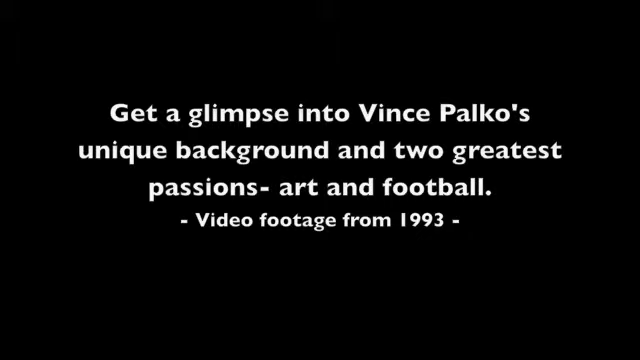 Get a glimpse into Vince Palko's
unique background and two greatest
passions- art and football.
- Video footage from 1993 -